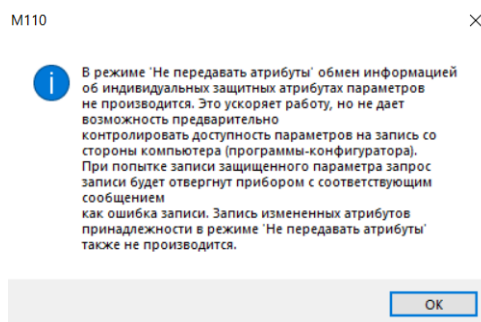 M110
В режиме 'Не передавать атрибуты' обмен информацией
об индивидуальных защитных атрибутах параметров
не производится. Это ускоряет работу, но не дает
возможность предварительно
контролировать доступность параметров на запись со
стороны компьютера (программы-конфигуратора).
При попытке записи защищенного параметра запрос
записи будет отвергнут прибором с соответствующим
сообщением
как ошибка записи. Запись измененных атрибутов
принадлежности в режиме 'Не передавать атрибуты'
также не производится.
OK